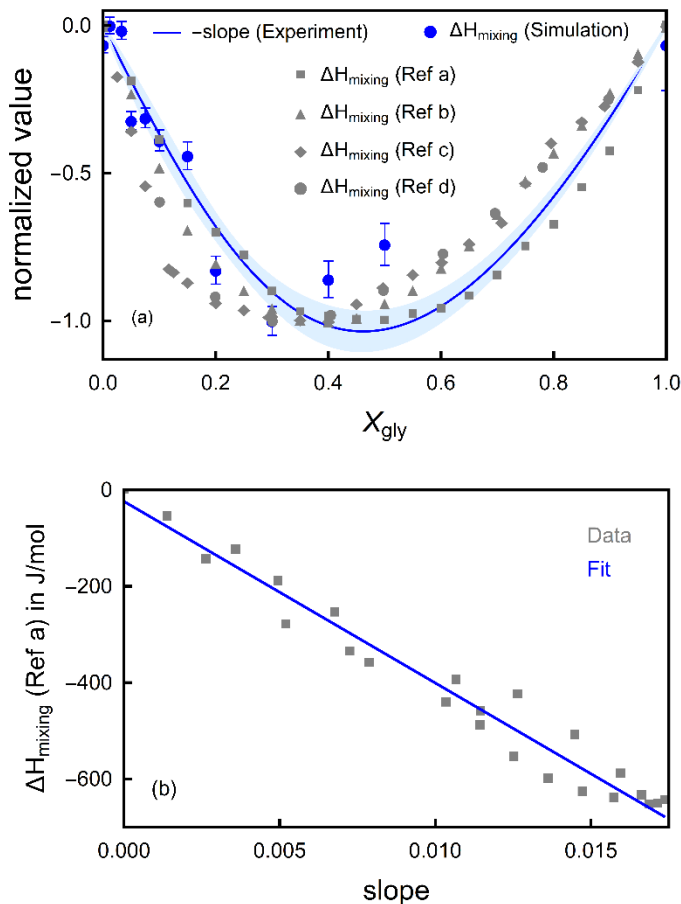 0.0
−0.5
−1.0
normalized value
−slope (Experiment)
ΔHmixing (Simulation)
ΔHmixing (Ref a)
ΔHmixing (Ref b)
ΔHmixing (Ref c)
ΔHmixing (Ref d)
(a)
0.0 0.2 0.4 0.6 0.8 1.0
Xgly
0
−200
−400
−600
ΔHmixing (Ref a) in J/mol
Data
Fit
(b)
0.000 0.005 0.010 0.015
slope